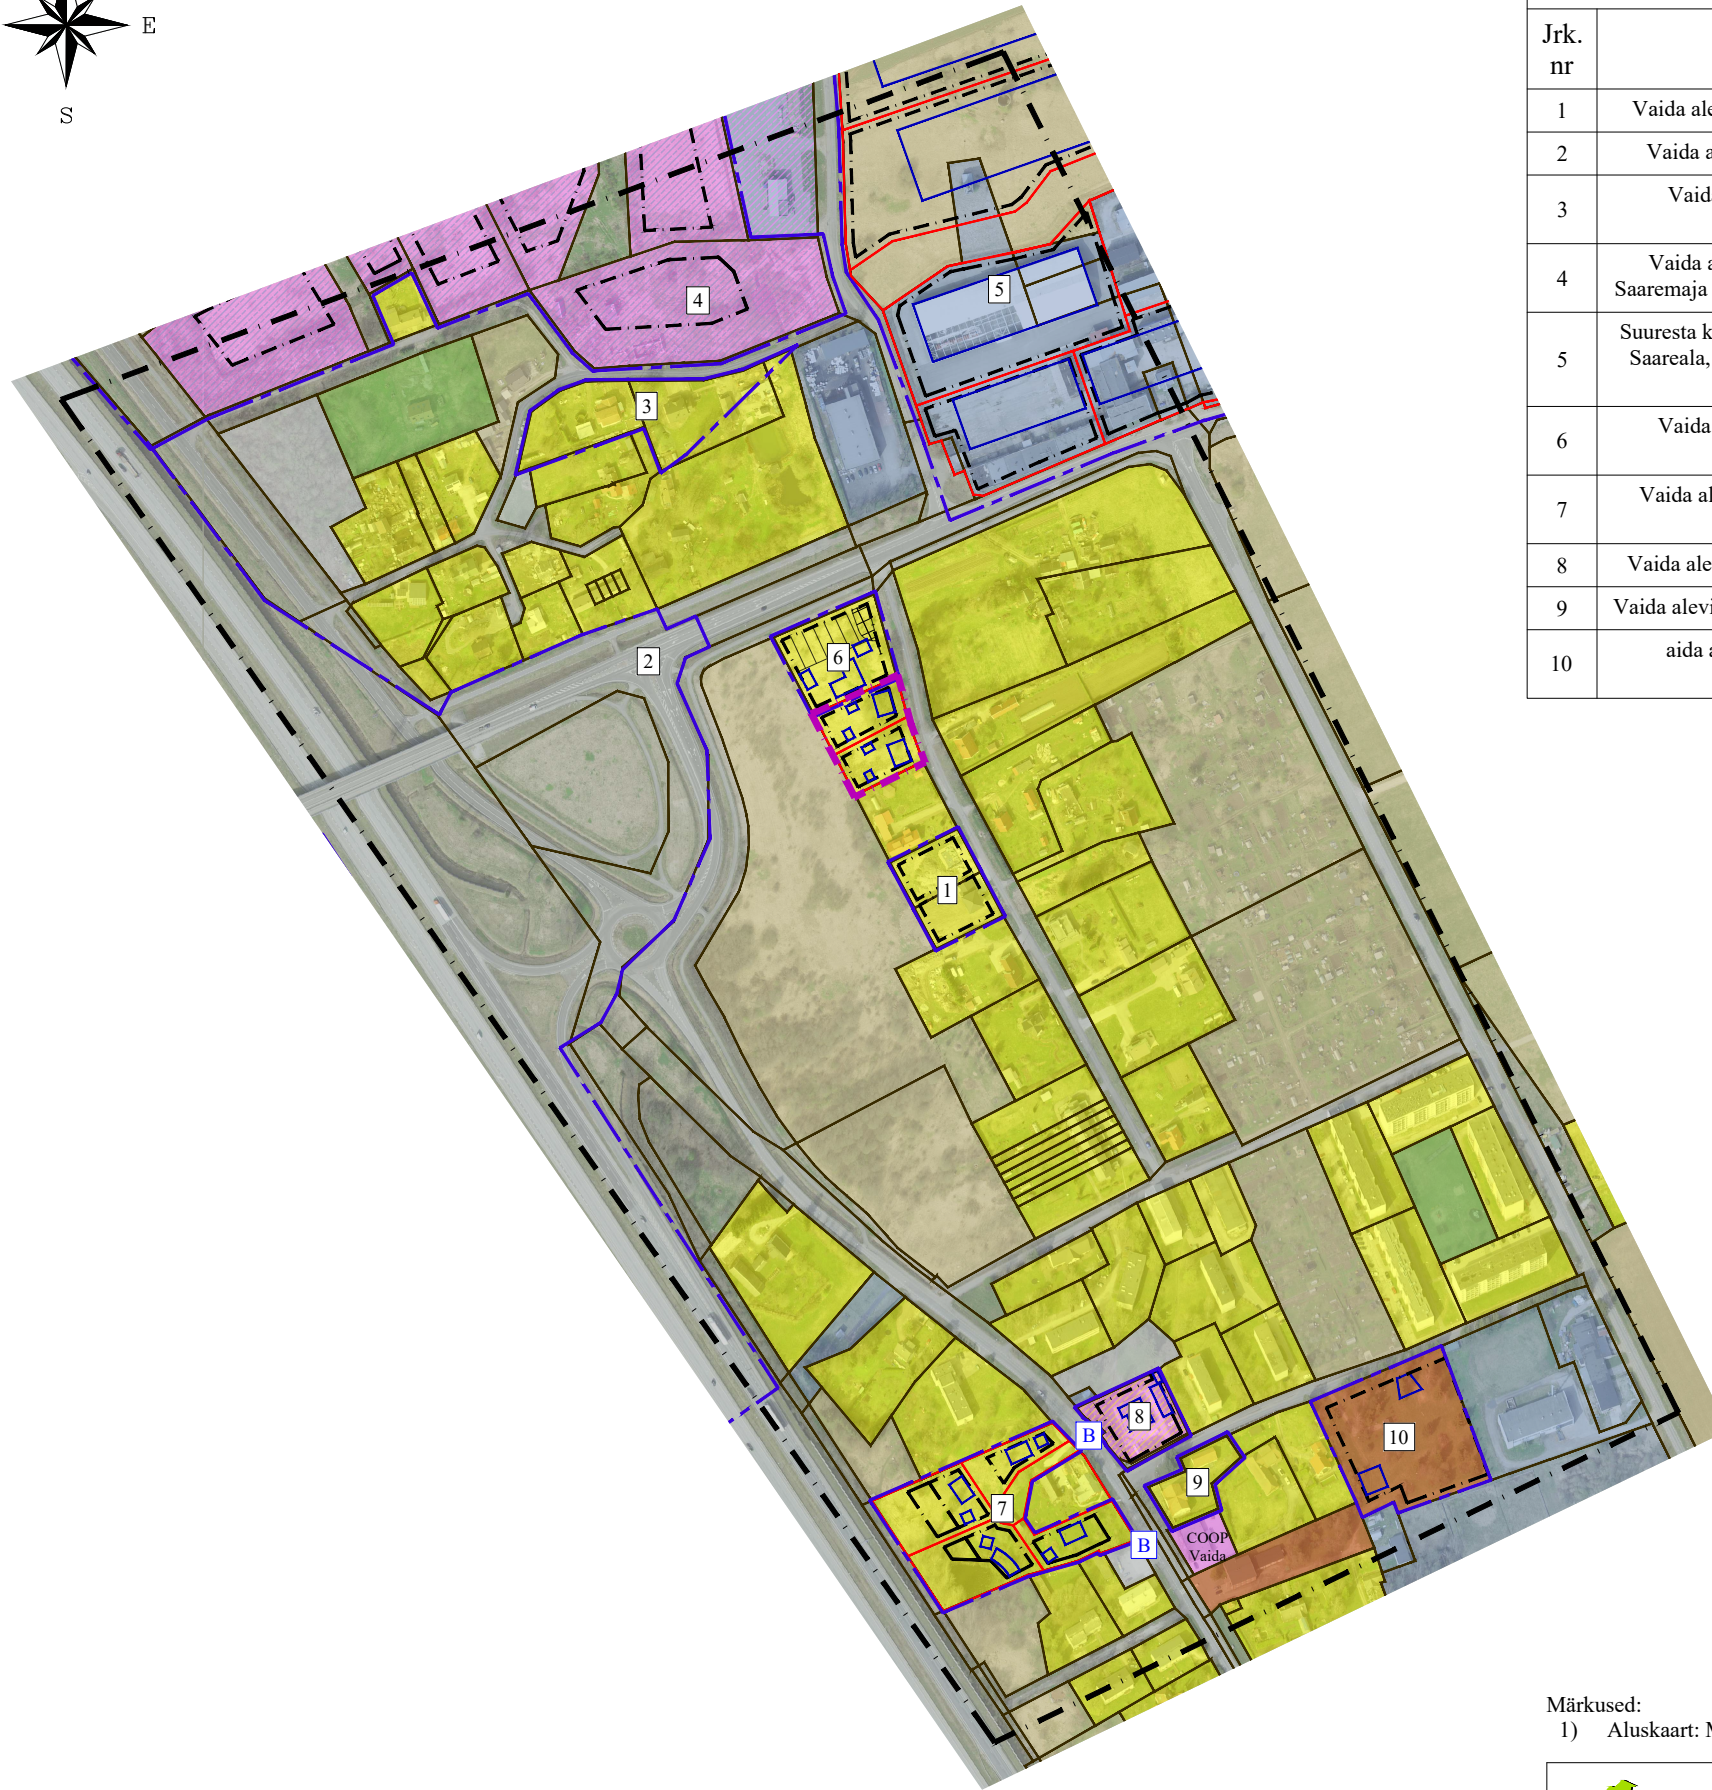 E
S
Jrk.
nr
1 Vaida ale
2 Vaida a
3 Vaida
4 Vaida a
Saaremaja
5 Suuresta k
Saareala,
6 Vaida
7 Vaida al
8 Vaida ale
9 Vaida alevi
10 aida a
4
5
3
2
6
1
8
B
10
9
7
COOP
Vaida
B
Märkused:
1) Aluskaart: M